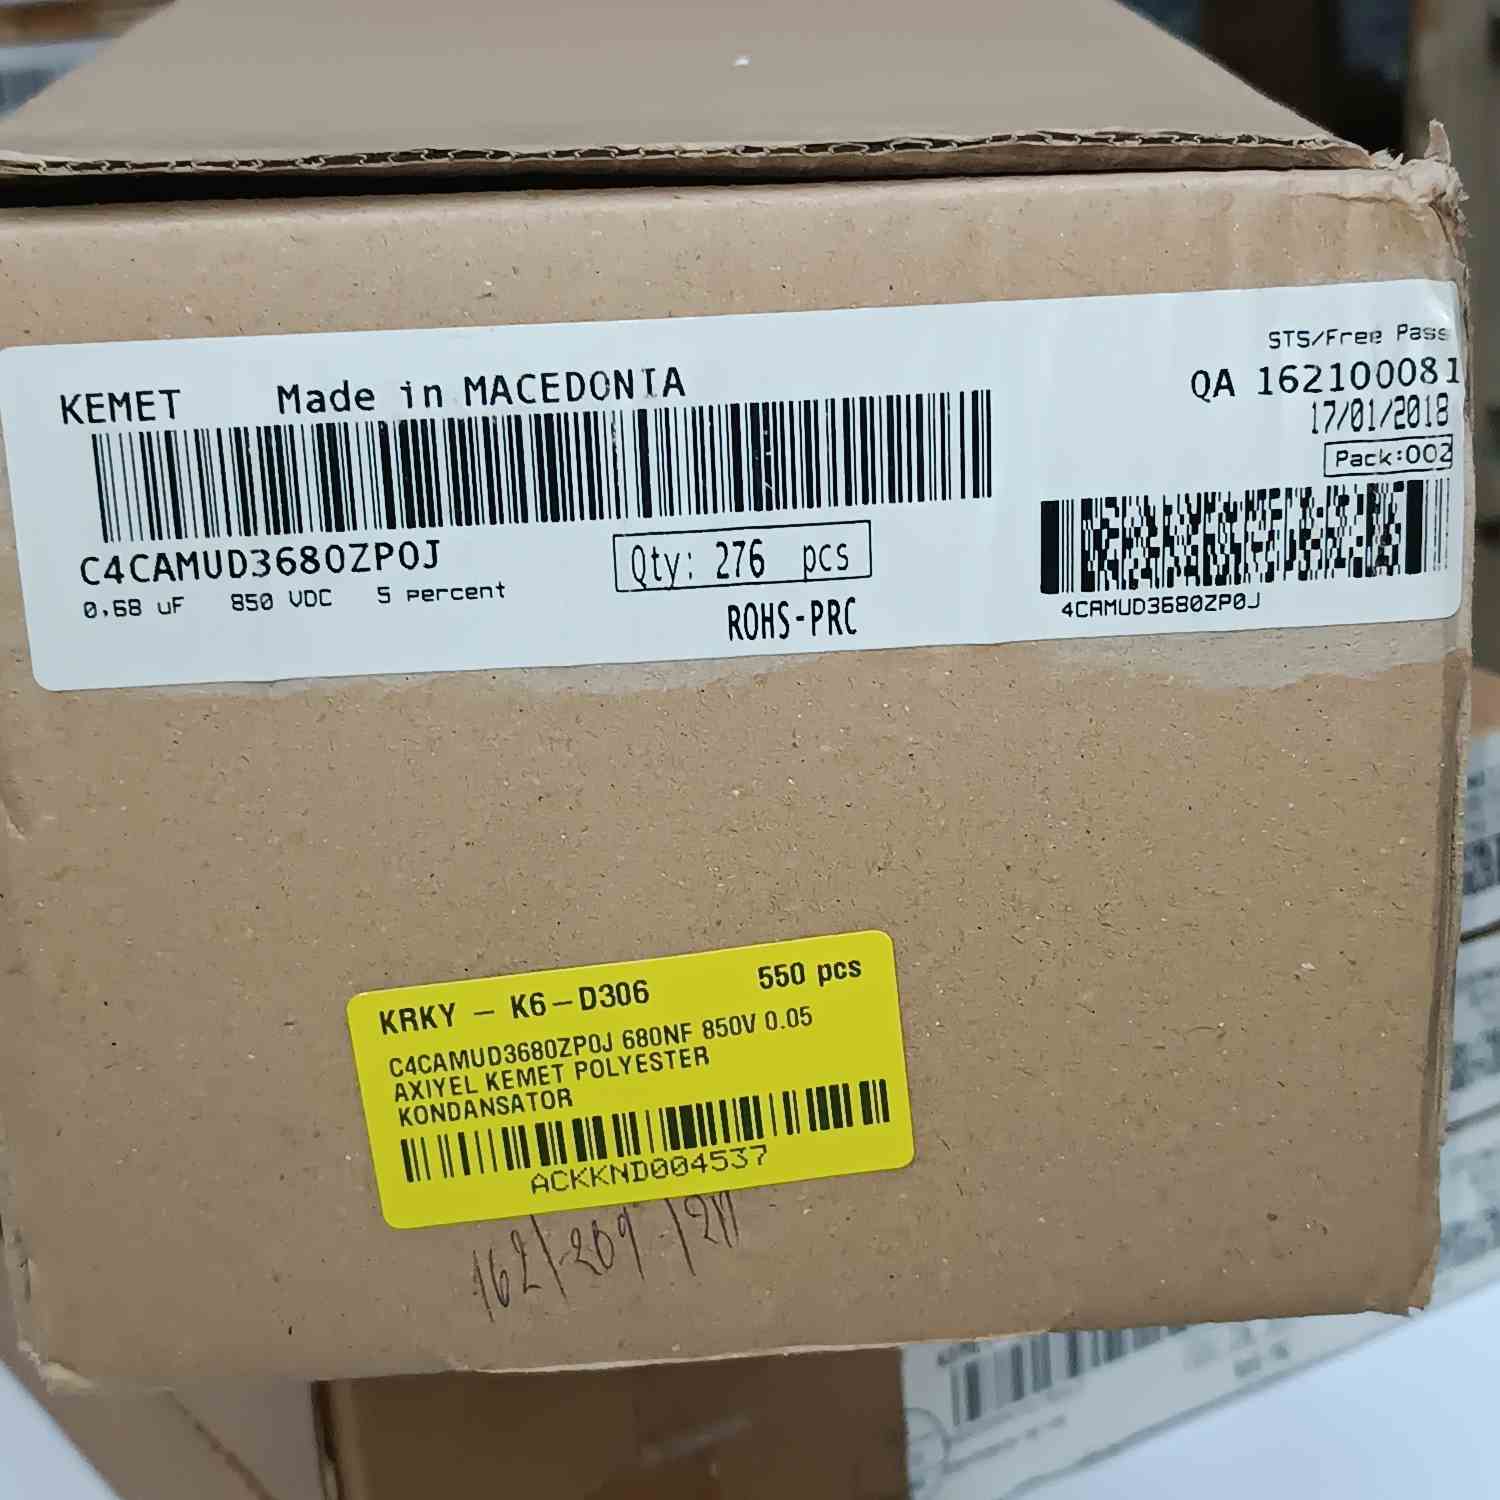 STS/Free Pass
KEMET Made in MACEDONIA
QA 162100081
17/01/2018
Pack:002
C4CAMUD3680ZP0J
Qty: 276 pcs
0.68 uF 850 VDC 5 percent
4CAMUD3680ZP0J
ROHS-PRC
KRKY - K6-D306 550 pcs
C4CAMUD3680ZP0J 680NF 850V 0.05
AXIYEL KEMET POLYESTER
KONDANSATOR
ACKKND004537